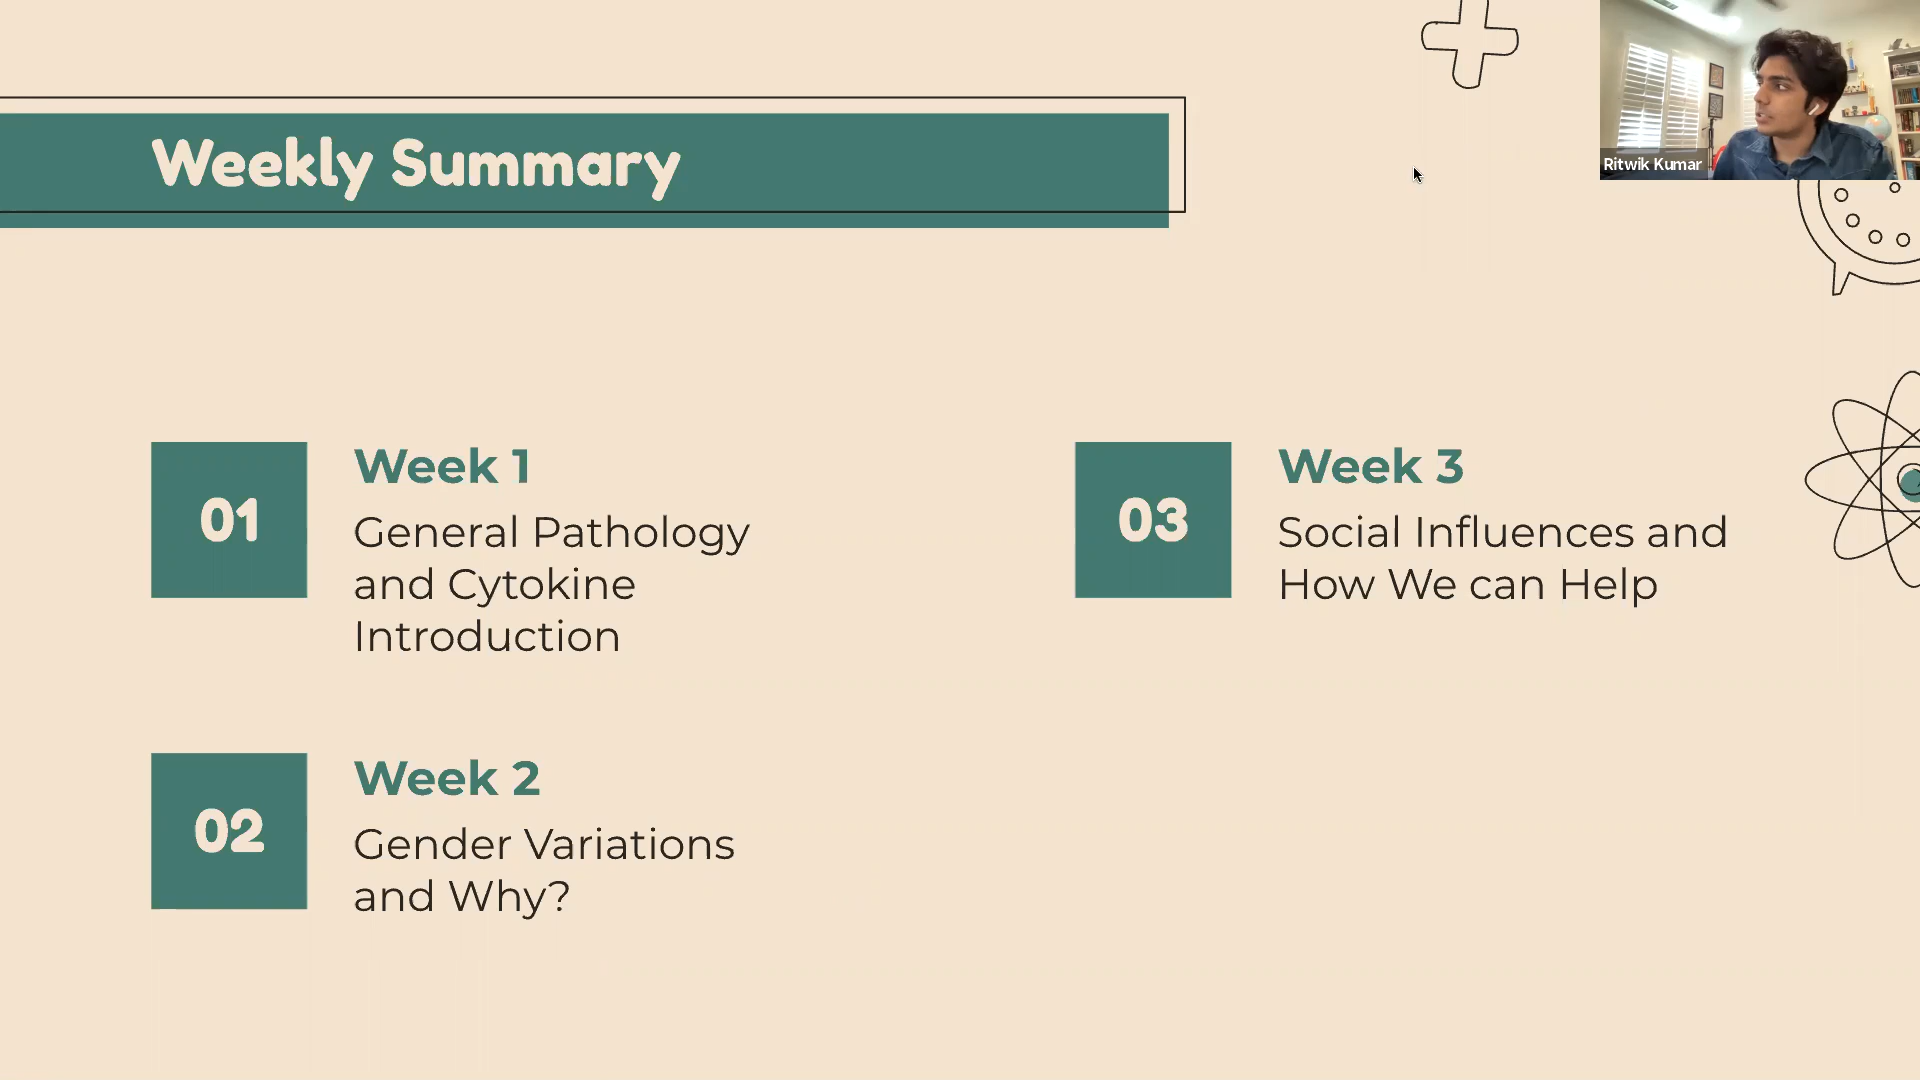 Weekly Summary
Ritwik Kumar
01
Week 1
General Pathology
and Cytokine
Introduction
02
Week 2
Gender Variations
and Why?
03
Week 3
Social Influences and
How We can Help